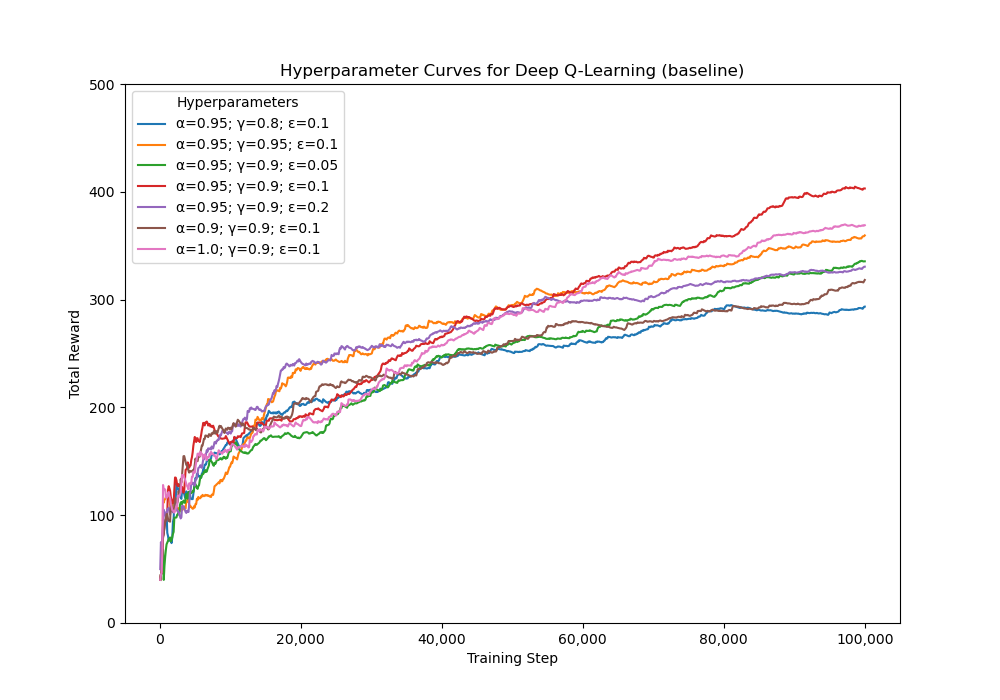 Hyperparameter Curves for Deep Q-Learning (baseline)
Hyperparameters
α=0.95; γ=0.8; ε=0.1
α=0.95; γ=0.95; ε=0.1
α=0.95; γ=0.9; ε=0.05
α=0.95; γ=0.9; ε=0.1
α=0.95; γ=0.9; ε=0.2
α=0.9; γ=0.9; ε=0.1
α=1.0; γ=0.9; ε=0.1
Total Reward
500
400
300
200
100
0
0 20,000 40,000 60,000 80,000 100,000
Training Step